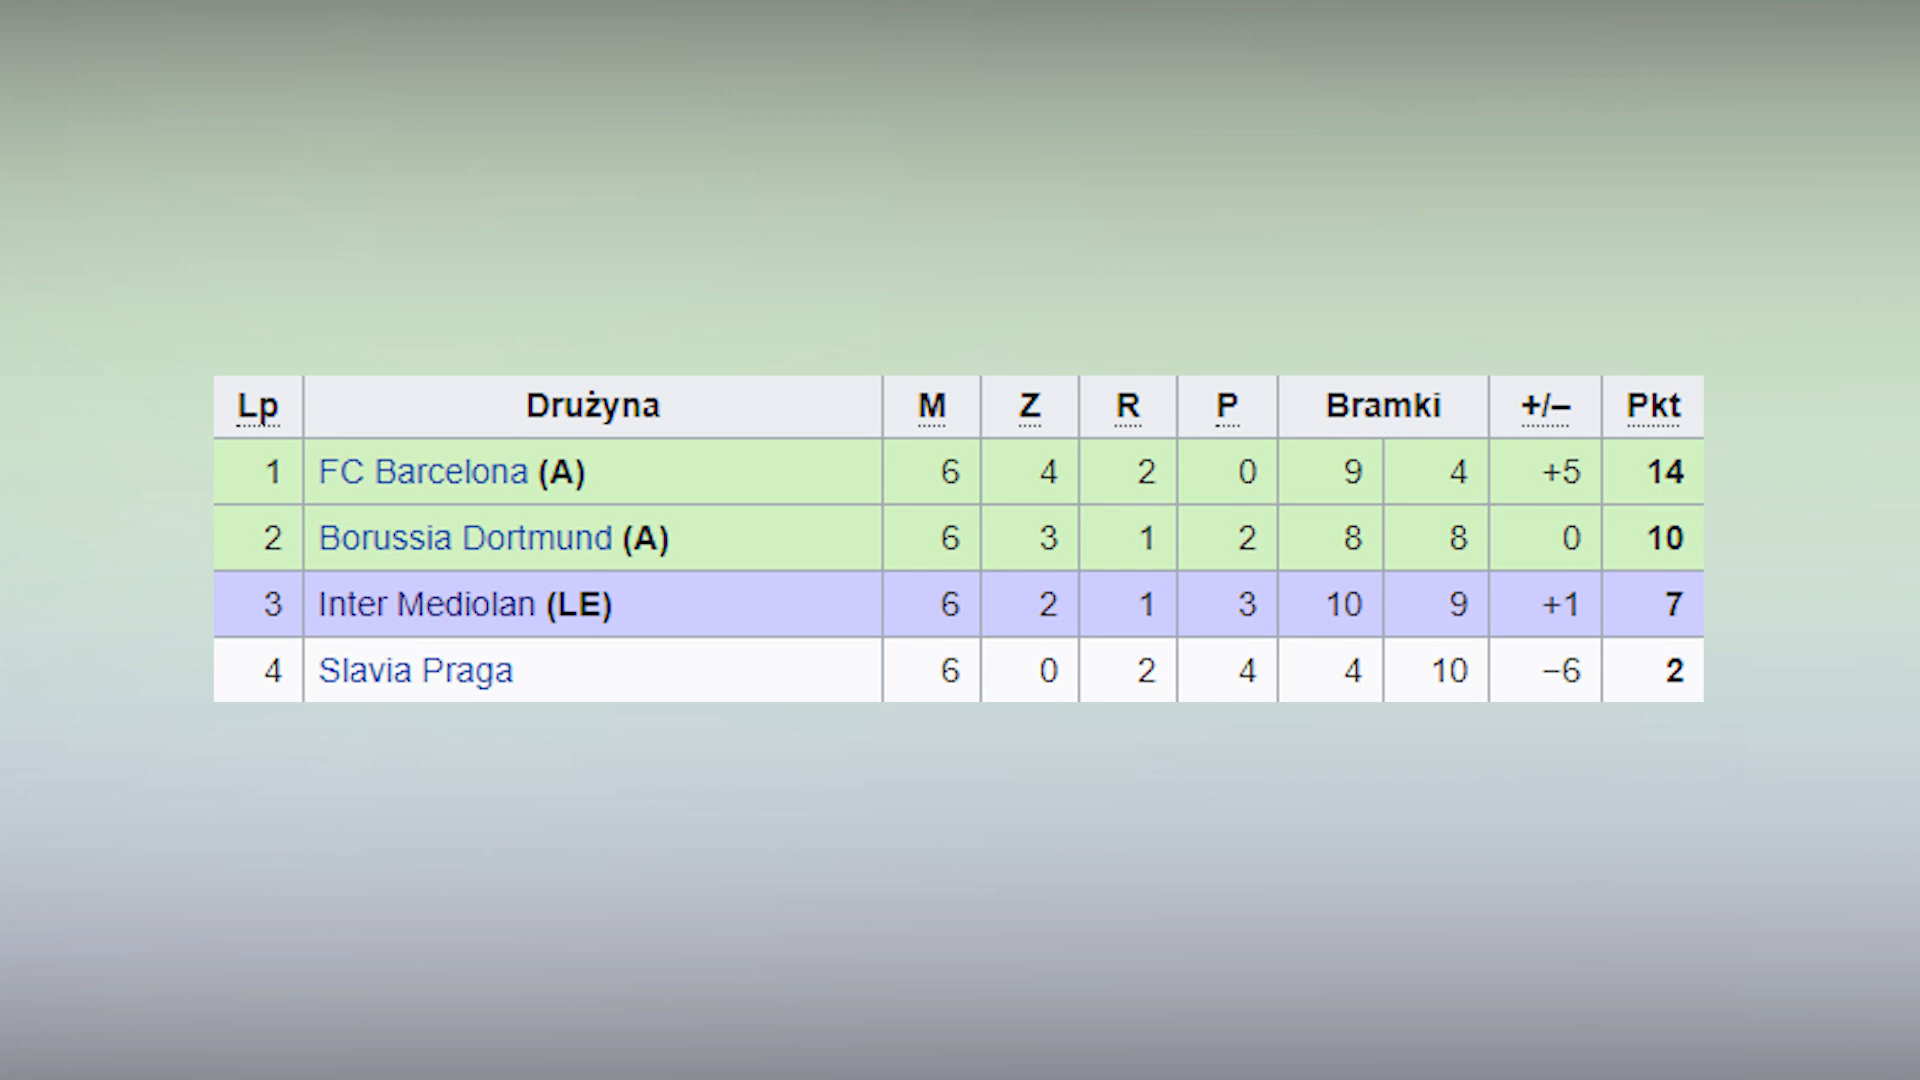 Lp Drużyna M Z R P Bramki +/– Pkt
1 FC Barcelona (A) 6 4 2 0 9 4 +5 14
2 Borussia Dortmund (A) 6 3 1 2 8 8 0 10
3 Inter Mediolan (LE) 6 2 1 3 10 9 +1 7
4 Slavia Praga 6 0 2 4 4 10 −6 2